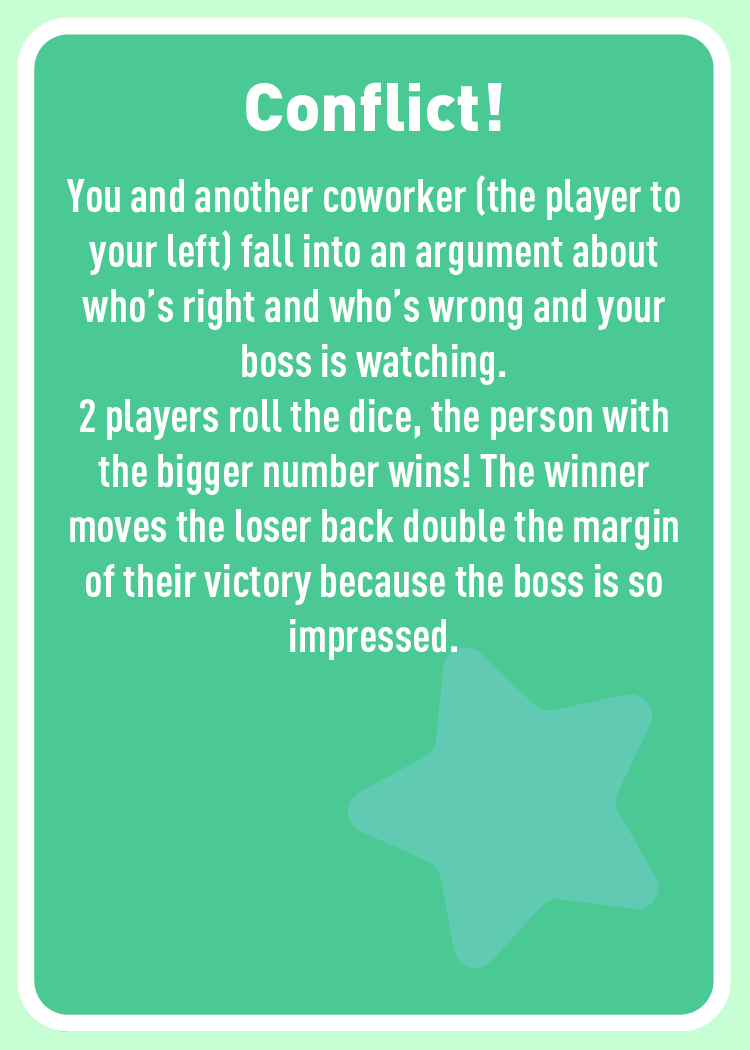 Conflict!
You and another coworker (the player to
your left) fall into an argument about
who’s right and who’s wrong and your
boss is watching.
2 players roll the dice, the person with
the bigger number wins! The winner
moves the loser back double the margin
of their victory because the boss is so
impressed.